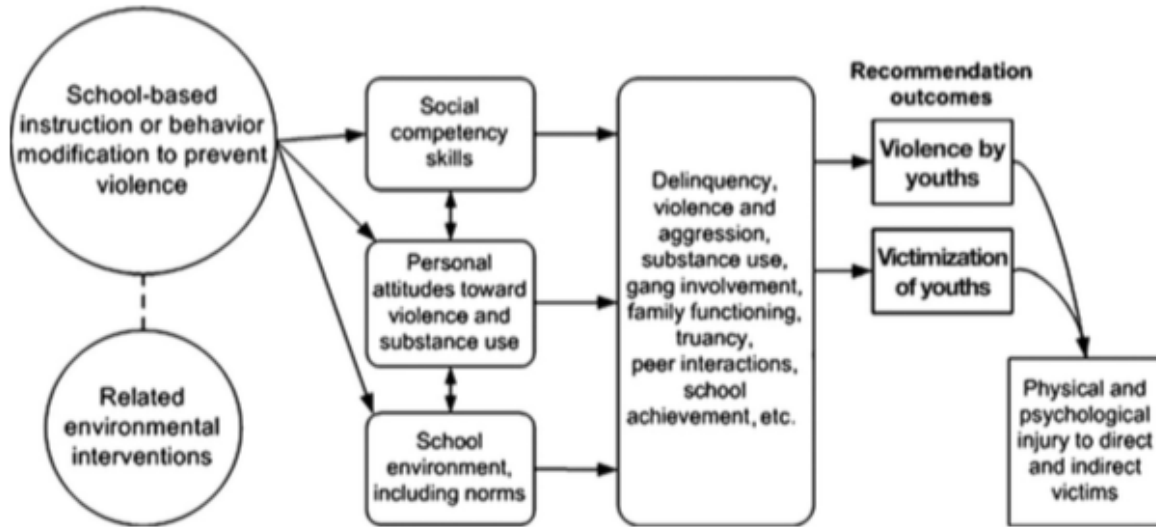 School-based
instruction or behavior
modification to prevent
violence
Related
environmental
interventions
Social
competency
skills
Personal
attitudes toward
violence and
substance use
School
environment,
including norms
Delinquency,
violence and
aggression,
substance use,
gang involvement,
family functioning,
truancy,
peer interactions,
school
achievement, etc.
Recommendation
outcomes
Violence by
youths
Victimization
of youths
Physical and
psychological
injury to direct
and indirect
victims